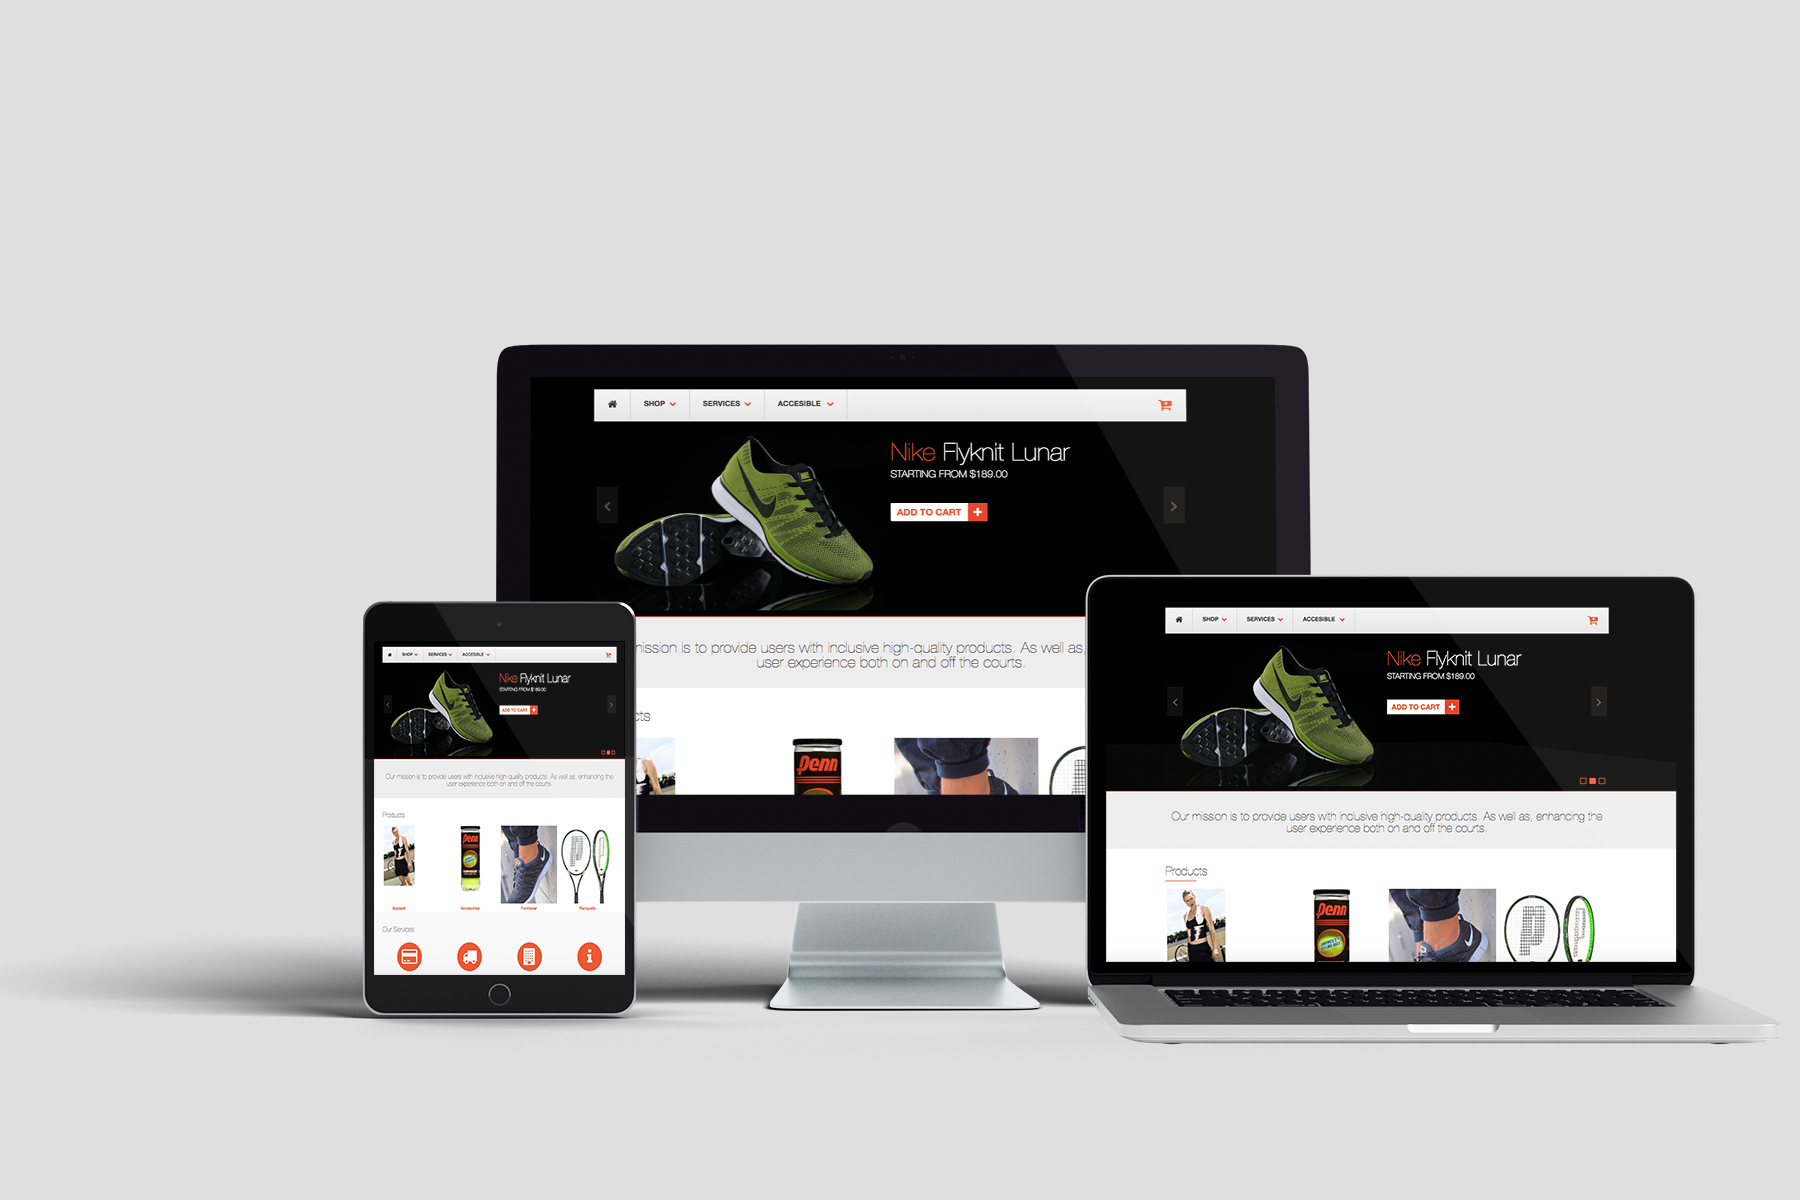 SHOP
SERVICES
ACCESIBLE
Nike Flyknit Lunar
STARTING FROM $189.00
ADD TO CART +
mission is to provide users with inclusive high-quality products. As well as,
user experience both on and off the courts.
cts
Penn
SHOP
SERVICES
ACCESIBLE
Nike Flyknit Lunar
STARTING FROM $189.00
ADD TO CART +
Our mission is to provide users with inclusive high-quality products. As well as, enhancing the
user experience both on and off the courts.
Products
Apparel
Accesories
Footwear
Racquets
Our Services
SHOP
SERVICES
ACCESIBLE
Nike Flyknit Lunar
STARTING FROM $189.00
ADD TO CART +
Our mission is to provide users with inclusive high-quality products. As well as, enhancing the
user experience both on and off the courts.
Products
Penn